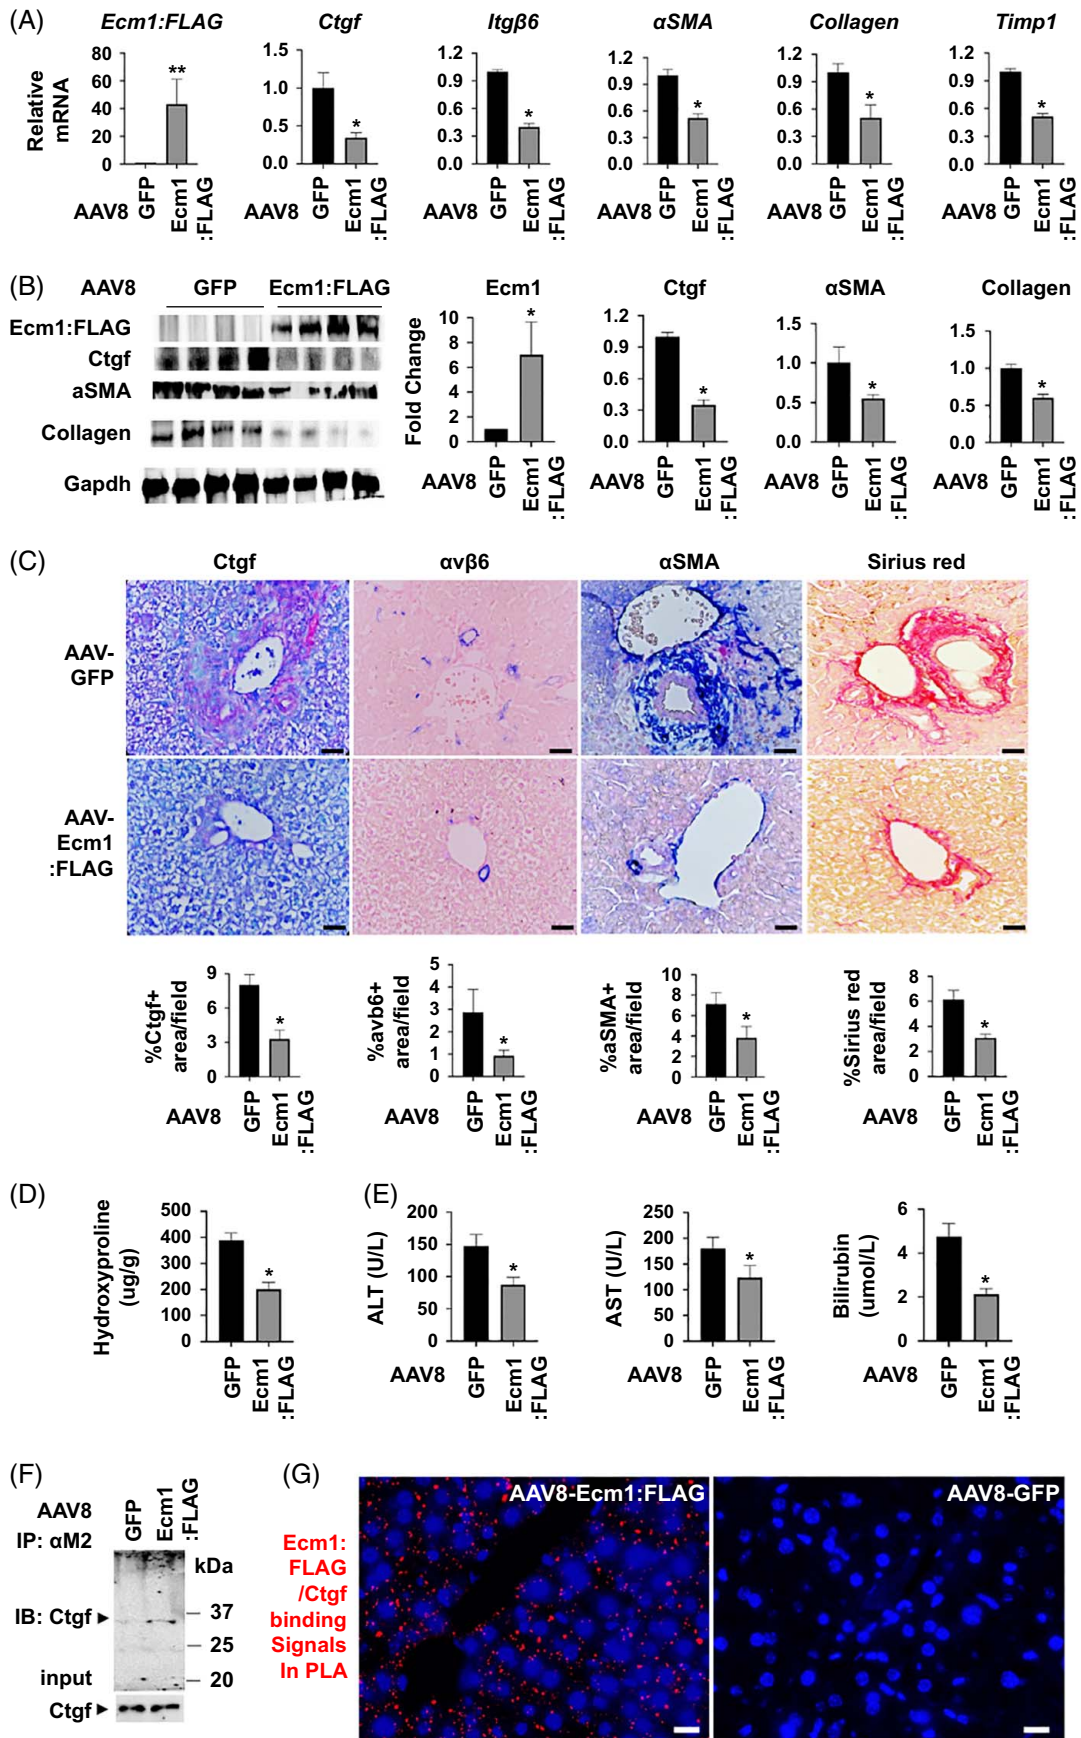 (A)
Ecm1:FLAG
Ctgf
Itgβ6
αSMA
Collagen
Timp1
Relative
mRNA
80
60
40
20
0
**
1.5
1.0
0.5
0.0
*
1.2
0.9
0.6
0.3
0.0
*
1.2
0.9
0.6
0.3
0.0
*
1.2
0.9
0.6
0.3
0.0
*
1.2
0.9
0.6
0.3
0.0
*
AAV8
GFP
Ecm1
:FLAG
AAV8
GFP
Ecm1
:FLAG
AAV8
GFP
Ecm1
:FLAG
AAV8
GFP
Ecm1
:FLAG
AAV8
GFP
Ecm1
:FLAG
AAV8
GFP
Ecm1
:FLAG
(B)
AAV8
GFP
Ecm1:FLAG
Ecm1:FLAG
Ctgf
aSMA
Collagen
Gapdh
Ecm1
Ctgf
αSMA
Collagen
Fold Change
10
8
6
4
2
0
*
1.2
0.9
0.6
0.3
0.0
*
1.5
1.0
0.5
0.0
*
1.5
1.0
0.5
0.0
*
AAV8
GFP
Ecm1
:FLAG
AAV8
GFP
Ecm1
:FLAG
AAV8
GFP
Ecm1
:FLAG
AAV8
GFP
Ecm1
:FLAG
(C)
Ctgf
αvβ6
αSMA
Sirius red
AAV-
GFP
AAV-
Ecm1
:FLAG
%Ctgf+
area/field
9
6
3
0
*
%avb6+
area/field
5
4
3
2
1
0
*
%aSMA+
area/field
10
8
6
4
2
0
*
%Sirius red
area/field
8
6
4
2
0
*
AAV8
GFP
Ecm1
:FLAG
AAV8
GFP
Ecm1
:FLAG
AAV8
GFP
Ecm1
:FLAG
AAV8
GFP
Ecm1
:FLAG
(D)
Hydroxyproline
(ug/g)
500
400
300
200
100
0
*
GFP
Ecm1
:FLAG
(E)
ALT (U/L)
200
150
100
50
0
*
AST (U/L)
250
200
150
100
50
0
*
Bilirubin
(umol/L)
6
4
2
0
*
AAV8
GFP
Ecm1
:FLAG
AAV8
GFP
Ecm1
:FLAG
AAV8
GFP
Ecm1
:FLAG
(F)
AAV8
GFP
Ecm1
:FLAG
IP: αM2
kDa
IB: Ctgf
37
25
20
input
Ctgf
(G)
AAV8-Ecm1:FLAG
AAV8-GFP
Ecm1:
FLAG
/Ctgf
binding
Signals
In PLA